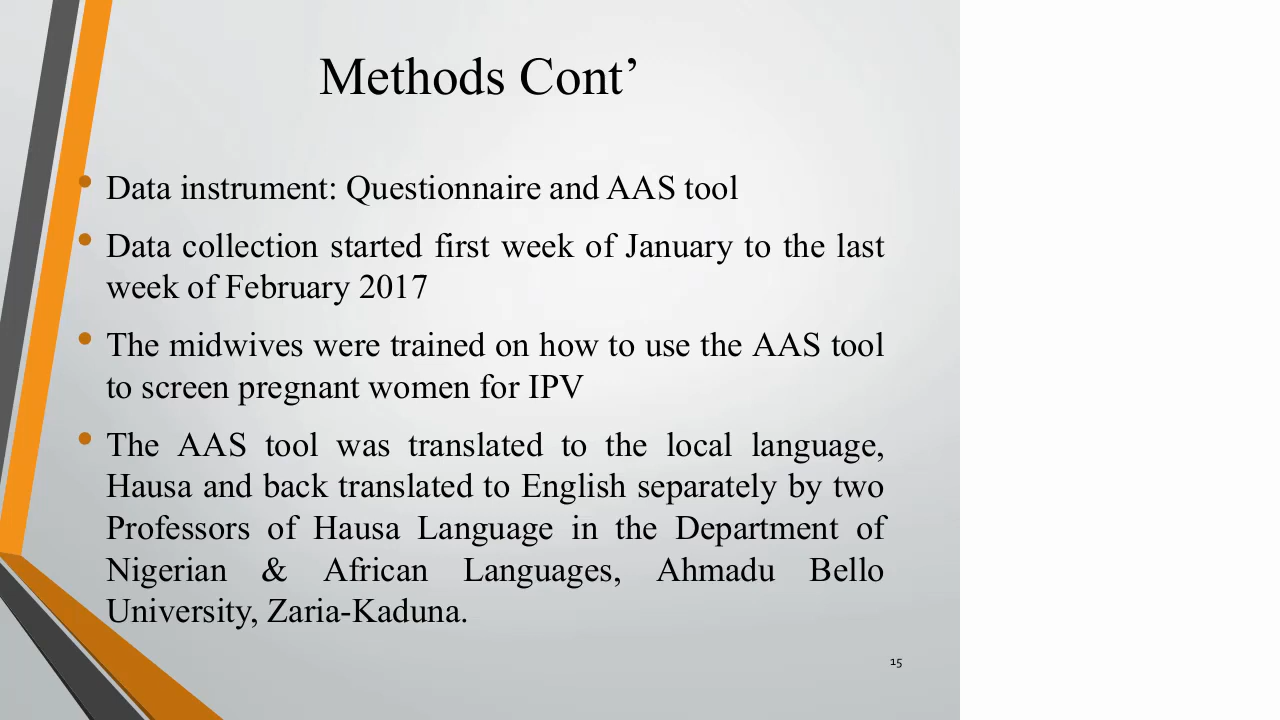 Methods Cont’
• Data instrument: Questionnaire and AAS tool
• Data collection started first week of January to the last
week of February 2017
• The midwives were trained on how to use the AAS tool
to screen pregnant women for IPV
• The AAS tool was translated to the local language,
Hausa and back translated to English separately by two
Professors of Hausa Language in the Department of
Nigerian & African Languages, Ahmadu Bello
University, Zaria-Kaduna.
15